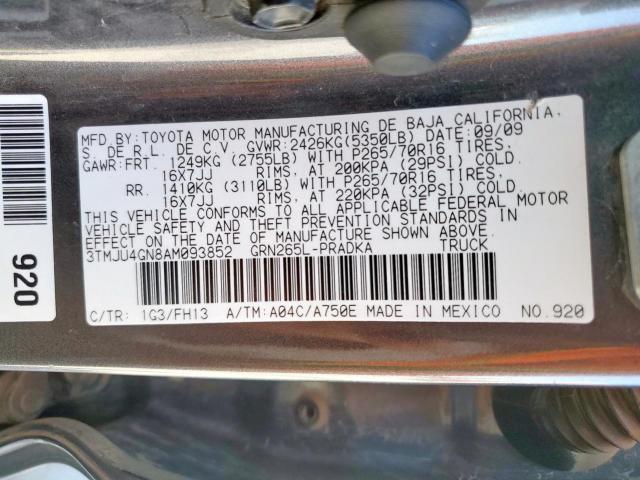 MFD. BY: TOYOTA MOTOR MANUFACTURING DE BAJA CALIFORNIA,
S. DE R.L. DE C.V. GVWR: 2426KG(5350LB) DATE: 09/09
GAWR: FRT. 1249KG (2755LB) WITH P265/70R16 TIRES,
16X7JJ RIMS, AT 200KPA (29PSI) COLD.
RR. 1410KG (3110LB) WITH P265/70R16 TIRES,
16X7JJ RIMS, AT 220KPA (32PSI) COLD.
THIS VEHICLE CONFORMS TO ALL APPLICABLE FEDERAL MOTOR
VEHICLE SAFETY AND THEFT PREVENTION STANDARDS IN
EFFECT ON THE DATE OF MANUFACTURE SHOWN ABOVE.
3TMJU4GN8AM093852 GRN265L-PRADKA TRUCK
C/TR: 1G3/FH13 A/TM: A04C/A750E MADE IN MEXICO NO. 920
920